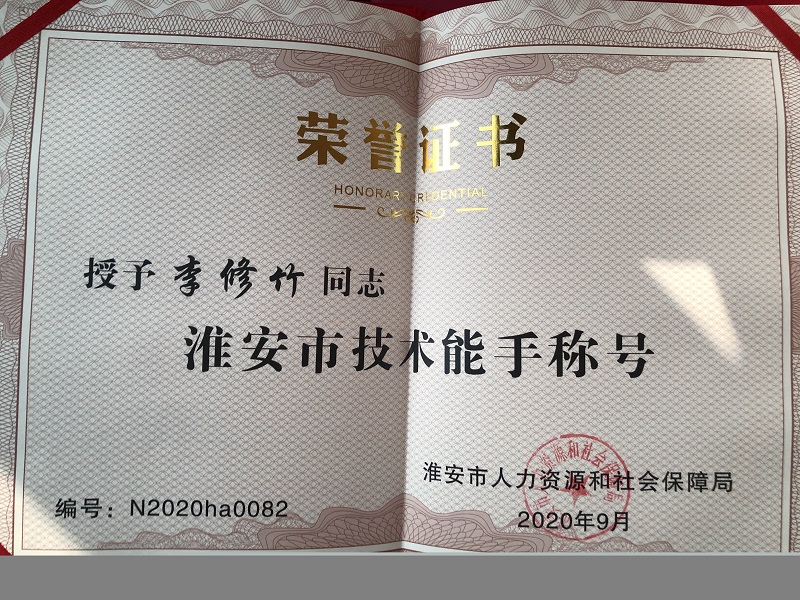 荣誉证书
HONORARY CREDENTIAL
授予 李修竹 同志
淮安市技术能手称号
淮安市人力资源和社会保障局
2020年9月
编号：N2020ha0082